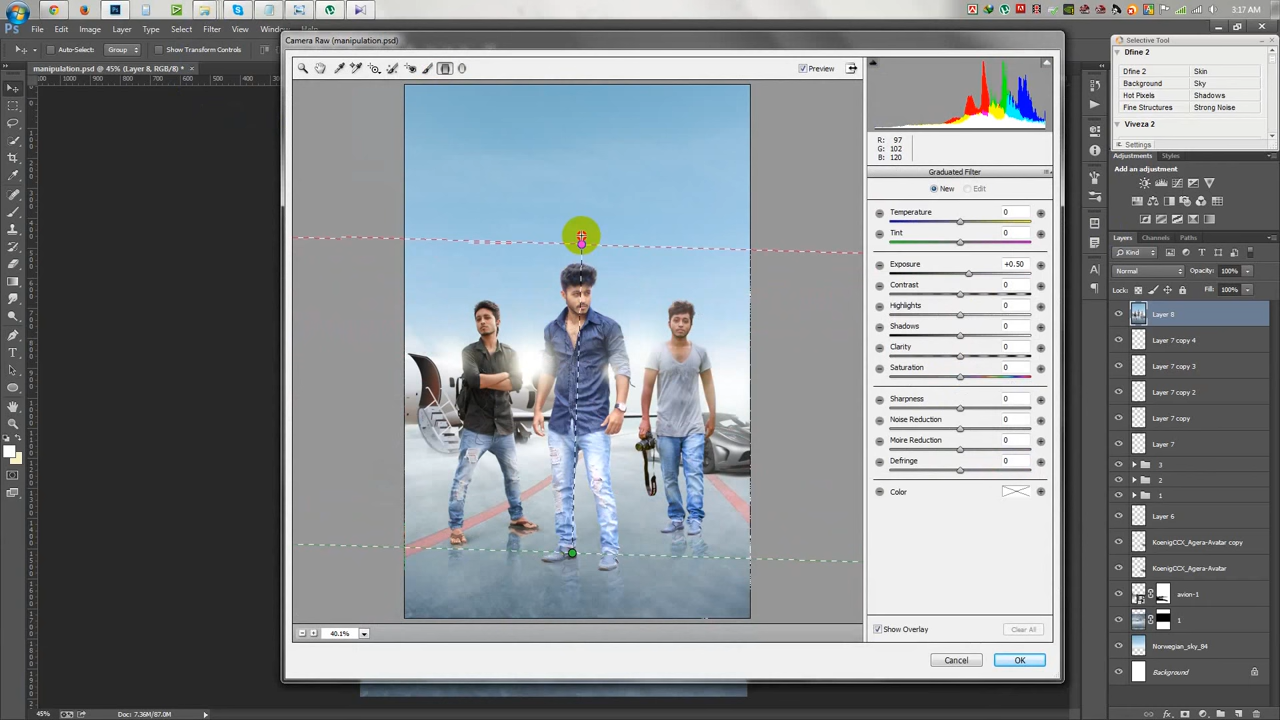 3:17 AM
Ps
File Edit Image Layer Type Select Filter
Auto-Select: Group Show Transform Controls
manipulation.psd @ 45% (Layer 8, RGB/8) * ×
Camera Raw (manipulation.psd)
Preview
R: 97
G: 102
B: 120
Graduated Filter
New Edit
Temperature 0
Tint 0
Exposure +0.50
Contrast 0
Highlights 0
Shadows 0
Clarity 0
Saturation 0
Sharpness 0
Noise Reduction 0
Moire Reduction 0
Defringe 0
Color
Show Overlay Clear All
40.1%
Cancel OK
Selective Tool
Dfine 2
Dfine 2 Skin
Background Sky
Hot Pixels Shadows
Fine Structures Strong Noise
Viveza 2
Settings
Adjustments Styles
Add an adjustment
Layers Channels Paths
Kind
Normal Opacity: 100%
Lock: Fill: 100%
Layer 8
Layer 7 copy 4
Layer 7 copy 3
Layer 7 copy 2
Layer 7 copy
Layer 7
3
2
1
Layer 6
KoenigCCX_Agera-Avatar copy
KoenigCCX_Agera-Avatar
avion-1
1
Norwegian_sky_84
Background
45% Doc: 7.36M/87.0M